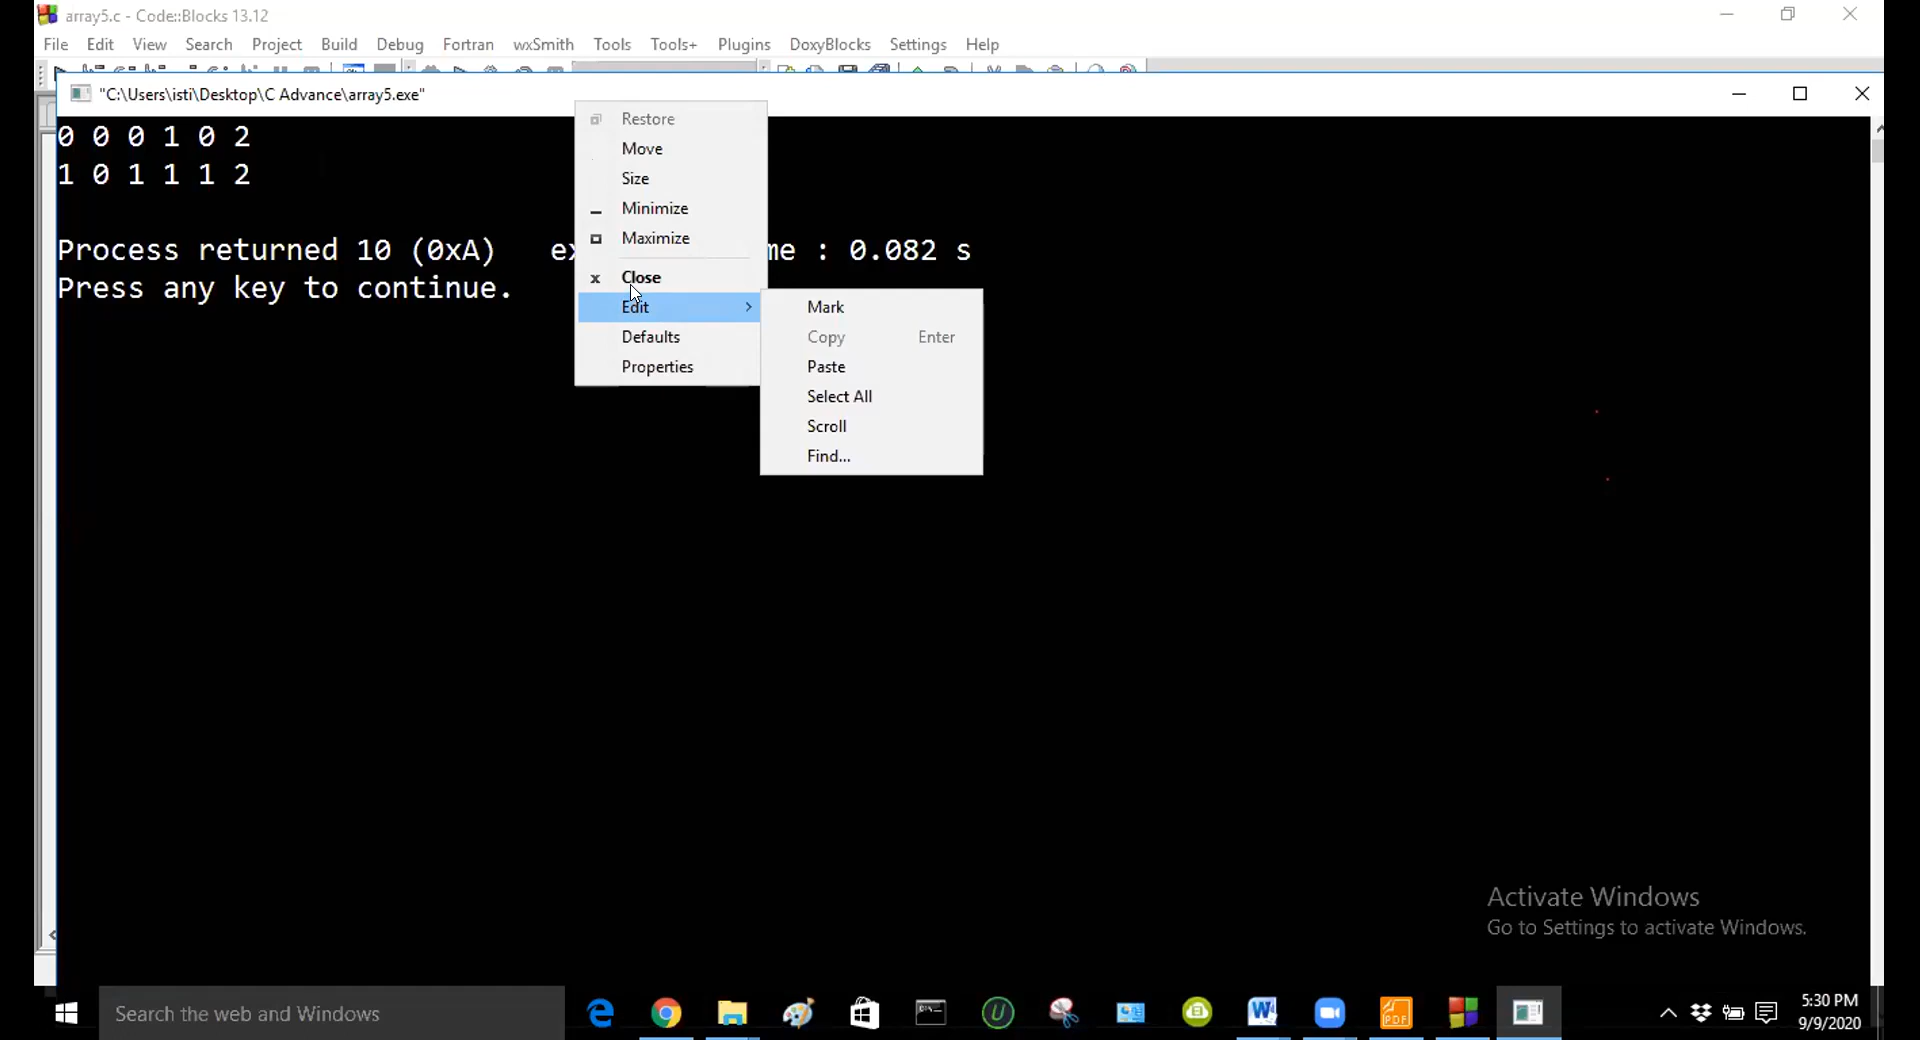 array5.c - Code::Blocks 13.12
File Edit View Search Project Build Debug Fortran wxSmith Tools Tools+ Plugins DoxyBlocks Settings Help
"C:\Users\isti\Desktop\C Advance\array5.exe"
0 0 0 1 0 2
1 0 1 1 1 2
Process returned 10 (0xA) ex me : 0.082 s
Press any key to continue.
Restore
Move
Size
Minimize
Maximize
Close
Edit
Defaults
Properties
Mark
Copy Enter
Paste
Select All
Scroll
Find...
Activate Windows
Go to Settings to activate Windows.
Search the web and Windows
PDF
5:30 PM
9/9/2020